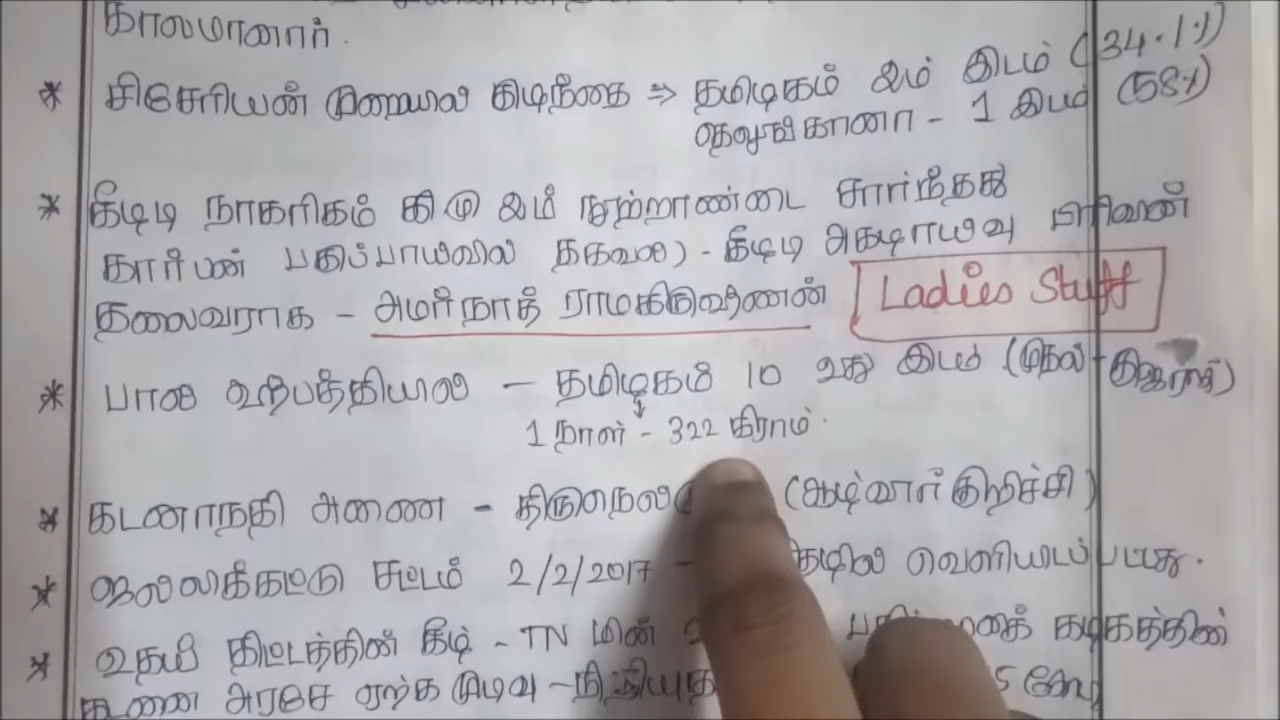 காலமானார்.
* சிசேரியன் முறையில் குழந்தை ⇒ தமிழகம் 2ம் இடம் (34.1%)
தெலுங்கானா - 1 இடம் (58%)
* கீழடி நாகரிகம் கிமு 2ம் நூற்றாண்டை சார்ந்தது
கார்பன் பகுப்பாய்வில் தகவல்) - கீழடி அகழாய்வு பிரிவின்
தலைவராக - அமர்நாத் ராமகிருஷ்ணன் Ladies Stuff
* பால் உற்பத்தியில் – தமிழகம் 10 வது இடம் (முதல் - குஜராத்)
1 நாள் - 322 கிராம்.
* கடனாநதி அணை - (ஆழ்வார்குறிச்சி)
* ஜல்லிக்கட்டு சட்டம் 2/2/2017 - வெளியிடப்பட்டது.
* உதய் திட்டத்தின் கீழ் - TN மின் கழகத்தின்
கடனை அரசே ஏற்க முடிவு –